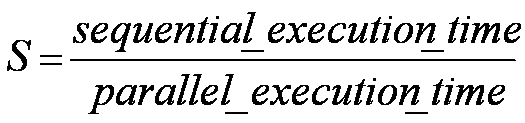 S = sequential_execution_time / parallel_execution_time